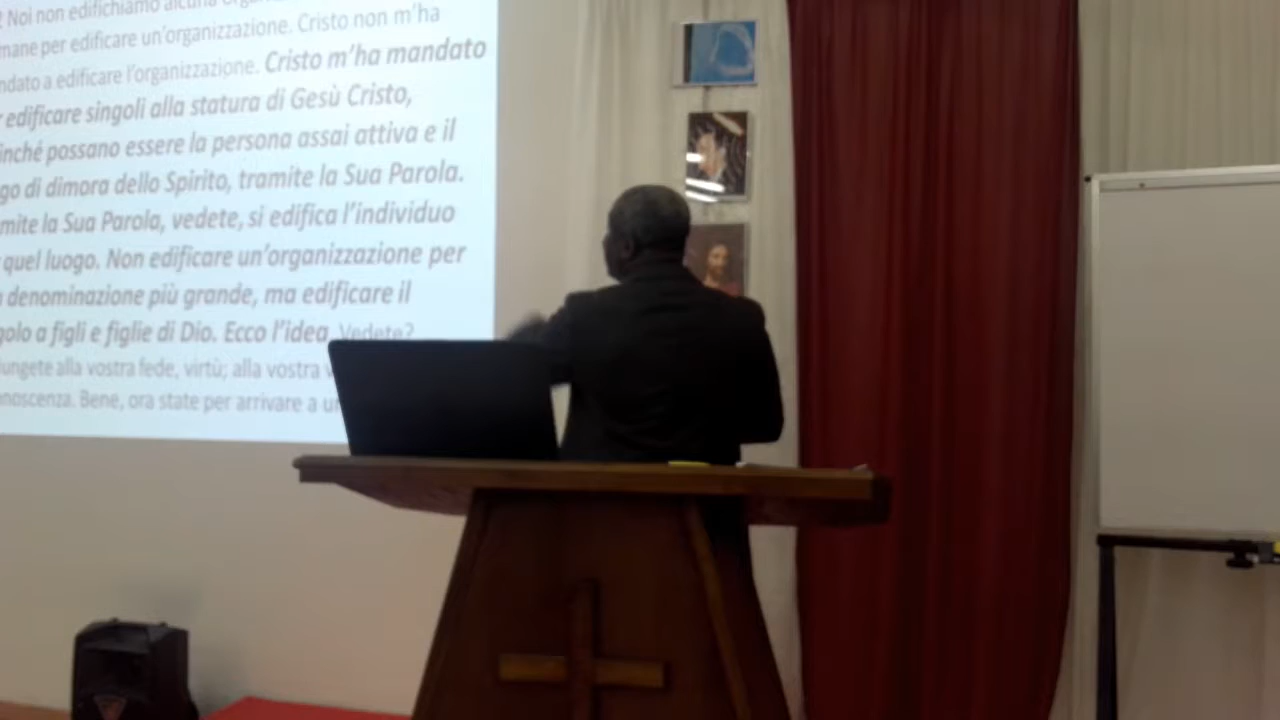 ! Noi non edifichiamo alcuna
mane per edificare un'organizzazione. Cristo non m'ha
ndato a edificare l'organizzazione. Cristo m'ha mandato
r edificare singoli alla statura di Gesù Cristo,
inché possano essere la persona assai attiva e il
go di dimora dello Spirito, tramite la Sua Parola.
mite la Sua Parola, vedete, si edifica l'individuo
quel luogo. Non edificare un'organizzazione per
denominazione più grande, ma edificare il
golo a figli e figlie di Dio. Ecco l'idea. Vedete?
iungete alla vostra fede, virtù; alla vostra v
noscenza. Bene, ora state per arrivare a u